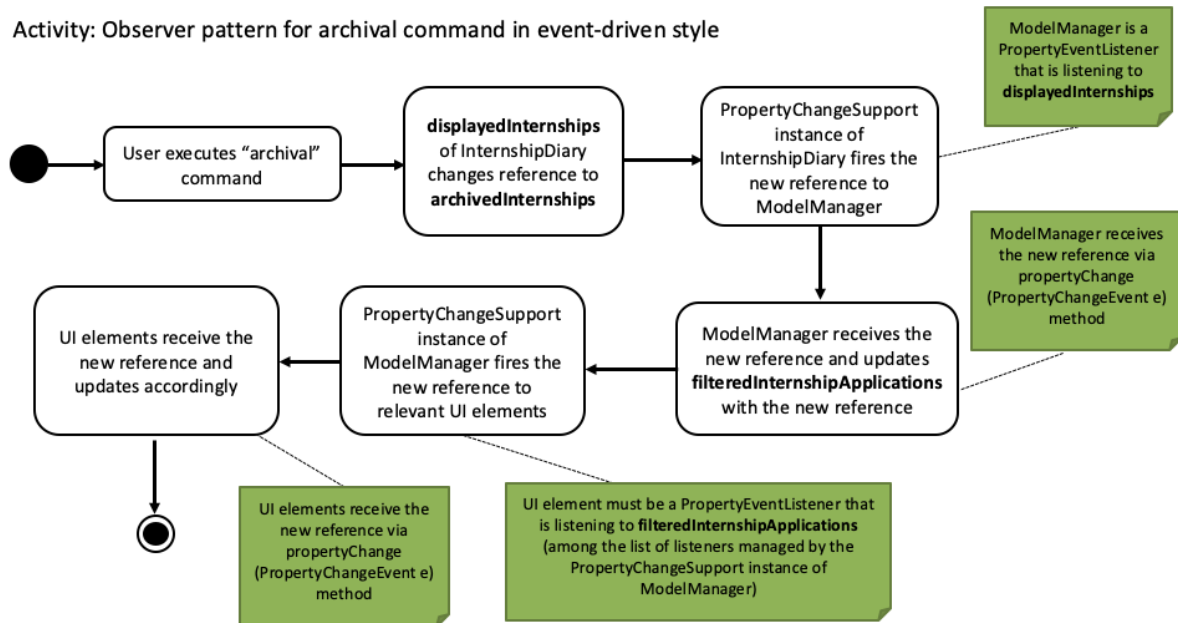 Activity: Observer pattern for archival command in event-driven style
ModelManager is a
PropertyEventListener
that is listening to
displayedInternships
User executes “archival”
command
displayedInternships
of InternshipDiary
changes reference to
archivedInternships
PropertyChangeSupport
instance of
InternshipDiary fires the
new reference to
ModelManager
ModelManager receives
the new reference via
propertyChange
(PropertyChangeEvent e)
method
ModelManager receives the
new reference and updates
filteredInternshipApplications
with the new reference
PropertyChangeSupport
instance of
ModelManager fires the
new reference to
relevant UI elements
UI elements receive the
new reference and
updates accordingly
UI elements receive the
new reference via
propertyChange
(PropertyChangeEvent e)
method
UI element must be a PropertyEventListener that
is listening to filteredInternshipApplications
(among the list of listeners managed by the
PropertyChangeSupport instance of
ModelManager)